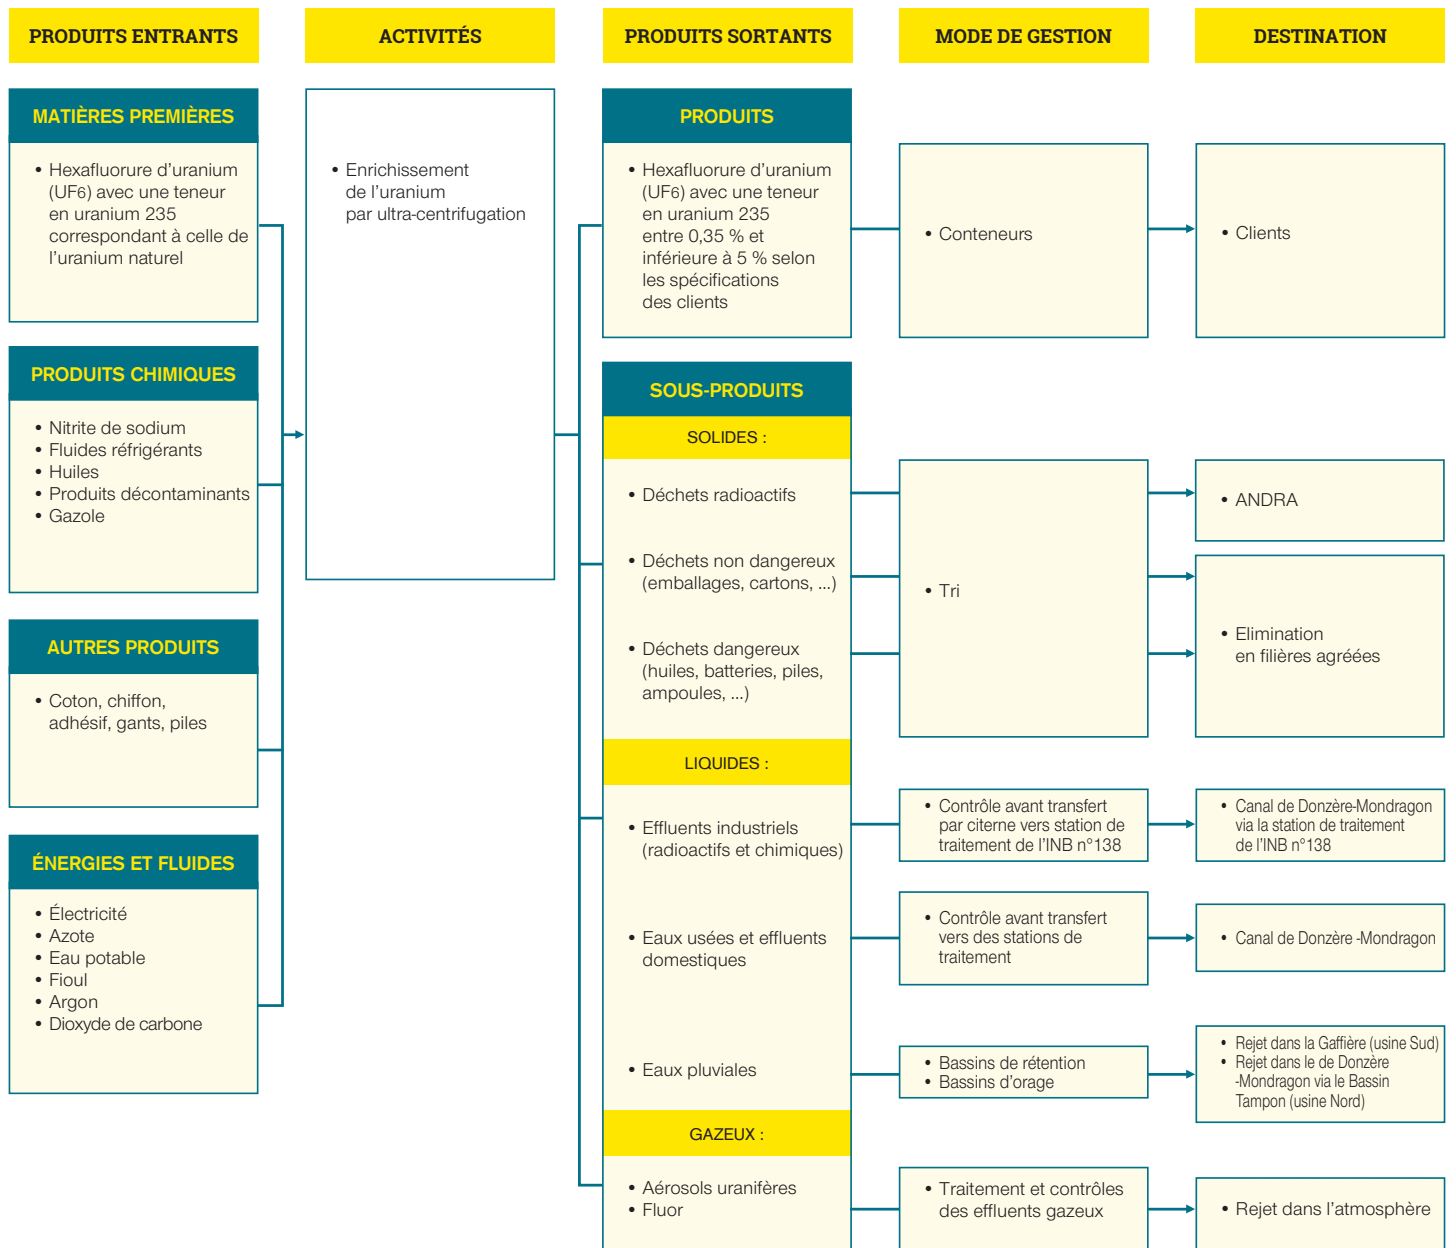 PRODUITS ENTRANTS
ACTIVITÉS
PRODUITS SORTANTS
MODE DE GESTION
DESTINATION
MATIÈRES PREMIÈRES
• Hexafluorure d'uranium
(UF6) avec une teneur
en uranium 235
correspondant à celle de
l'uranium naturel
PRODUITS CHIMIQUES
• Nitrite de sodium
• Fluides réfrigérants
• Huiles
• Produits décontaminants
• Gazole
AUTRES PRODUITS
• Coton, chiffon,
adhésif, gants, piles
ÉNERGIES ET FLUIDES
• Électricité
• Azote
• Eau potable
• Fioul
• Argon
• Dioxyde de carbone
• Enrichissement
de l'uranium
par ultra-centrifugation
PRODUITS
• Hexafluorure d'uranium
(UF6) avec une teneur
en uranium 235
entre 0,35 % et
inférieure à 5 % selon
les spécifications
des clients
• Conteneurs
• Clients
SOUS-PRODUITS
SOLIDES :
• Déchets radioactifs
• Déchets non dangereux
(emballages, cartons, ...)
• Déchets dangereux
(huiles, batteries, piles,
ampoules, ...)
• Tri
• ANDRA
• Elimination
en filières agréées
LIQUIDES :
• Effluents industriels
(radioactifs et chimiques)
• Contrôle avant transfert
par citerne vers station de
traitement de l'INB n°138
• Canal de Donzère-Mondragon
via la station de traitement
de l'INB n°138
• Eaux usées et effluents
domestiques
• Contrôle avant transfert
vers des stations de
traitement
• Canal de Donzère -Mondragon
• Eaux pluviales
• Bassins de rétention
• Bassins d'orage
• Rejet dans la Gaffière (usine Sud)
• Rejet dans le de Donzère
-Mondragon via le Bassin
Tampon (usine Nord)
GAZEUX :
• Aérosols uranifères
• Fluor
• Traitement et contrôles
des effluents gazeux
• Rejet dans l'atmosphère